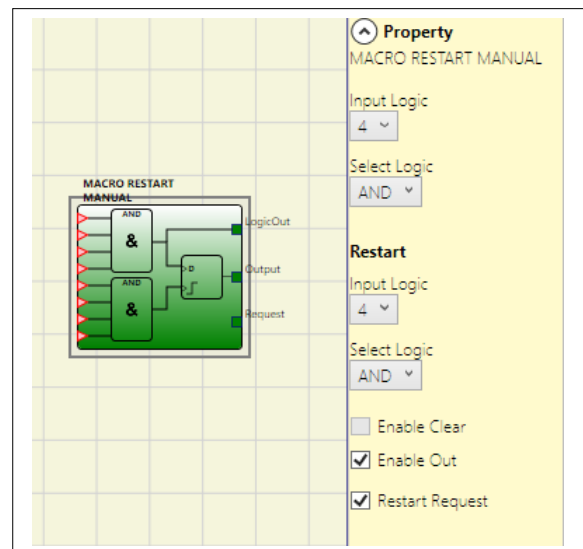 MACRO RESTART
MANUAL
AND
&
AND
&
D
LogicOut
Output
Request
Property
MACRO RESTART MANUAL
Input Logic
4
Select Logic
AND
Restart
Input Logic
4
Select Logic
AND
Enable Clear
Enable Out
Restart Request